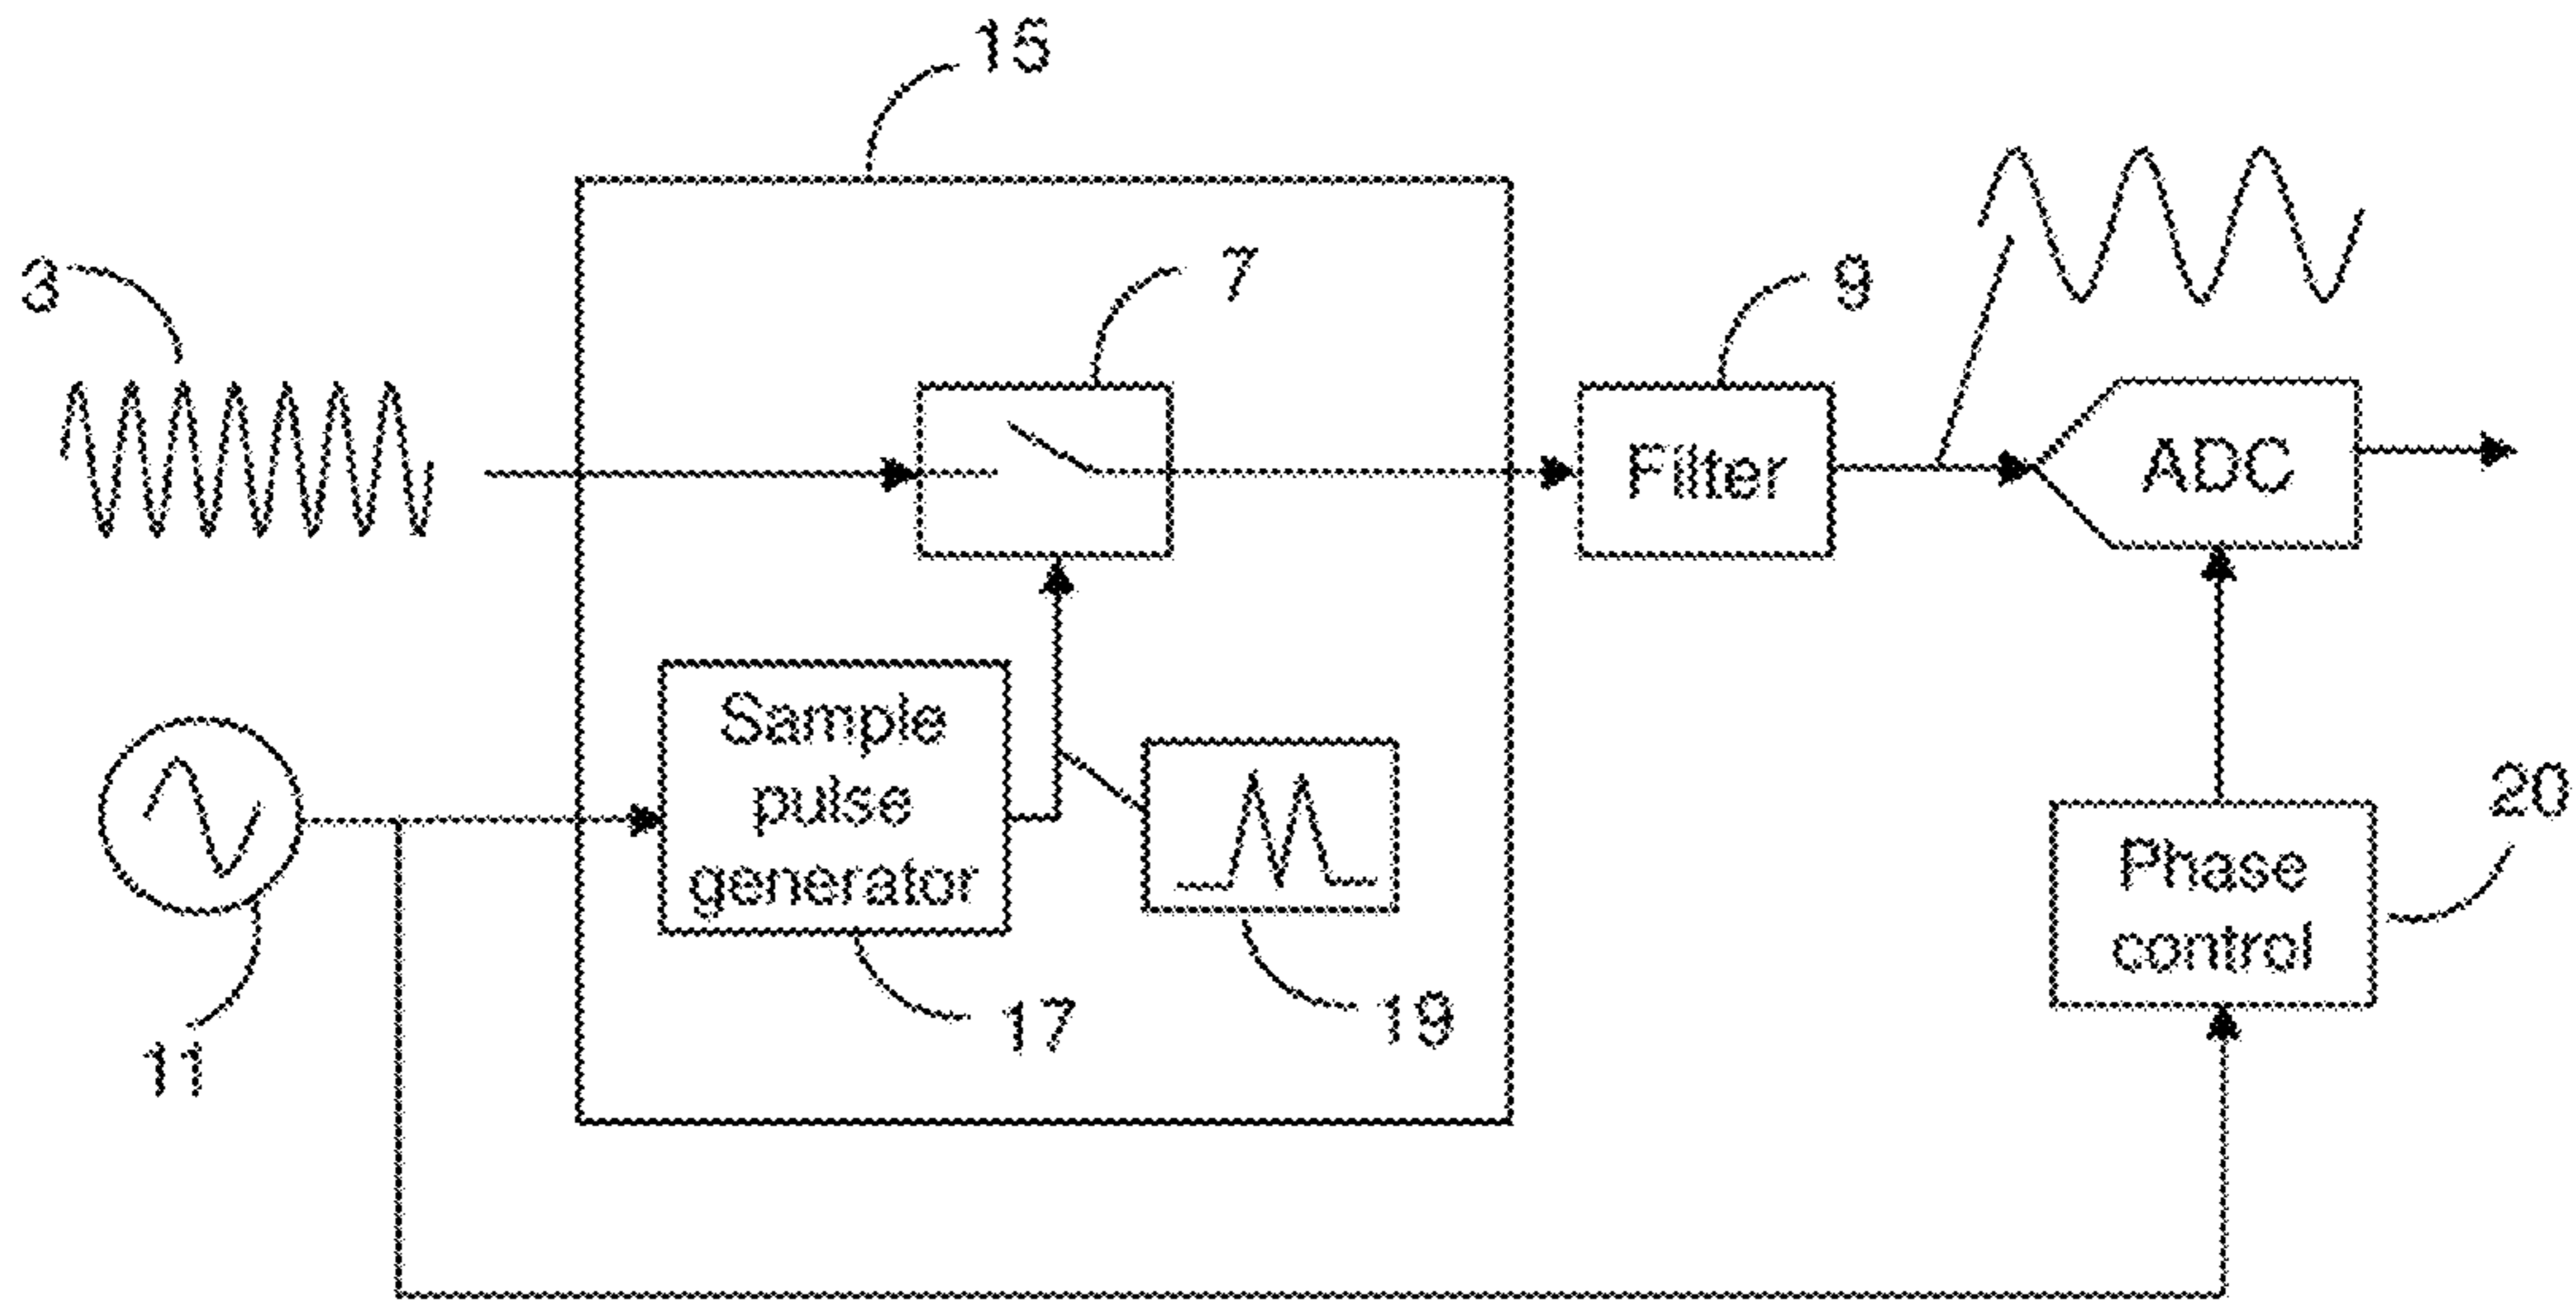 15
3
7
9
Filter
ADC
Sample
pulse
generator
11
17
19
20
Phase
control